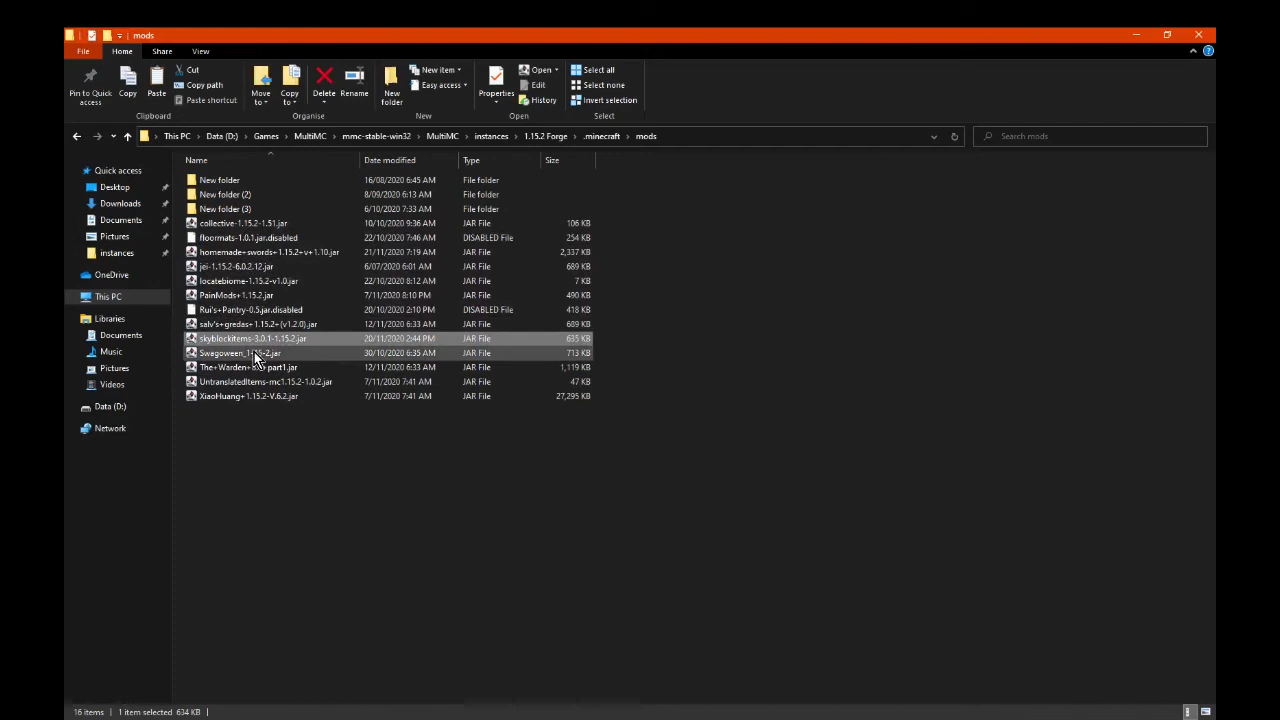 mods
File Home Share View
Pin to Quick access
Copy
Paste
Cut
Copy path
Paste shortcut
Clipboard
Move to
Copy to
Delete
Rename
Organise
New folder
New item
Easy access
New
Properties
Open
Edit
History
Open
Select all
Select none
Invert selection
Select
This PC > Data (D:) > Games > MultiMC > mmc-stable-win32 > MultiMC > instances > 1.15.2 Forge > .minecraft > mods
Search mods
Quick access
Desktop
Downloads
Documents
Pictures
instances
OneDrive
This PC
Libraries
Documents
Music
Pictures
Videos
Data (D:)
Network
Name Date modified Type Size
New folder 16/08/2020 6:45 AM File folder
New folder (2) 8/09/2020 6:13 AM File folder
New folder (3) 6/10/2020 7:33 AM File folder
collective-1.15.2-1.51.jar 10/10/2020 9:36 AM JAR File 106 KB
floormats-1.0.1.jar.disabled 22/10/2020 7:46 AM DISABLED File 254 KB
homemade+swords+1.15.2+v+1.10.jar 21/11/2020 7:19 AM JAR File 2,337 KB
jei-1.15.2-6.0.2.12.jar 6/07/2020 6:01 AM JAR File 689 KB
locatebiome-1.15.2-v1.0.jar 22/10/2020 8:12 AM JAR File 7 KB
PainMods+1.15.2.jar 7/11/2020 8:10 PM JAR File 490 KB
Rui's+Pantry-0.5.jar.disabled 20/10/2020 2:10 PM DISABLED File 418 KB
salv's+gredas+1.15.2+(v1.2.0).jar 12/11/2020 6:33 AM JAR File 689 KB
skyblockitems-3.0.1-1.15.2.jar 20/11/2020 2:44 PM JAR File 635 KB
30/10/2020 6:35 AM JAR File 713 KB
12/11/2020 6:33 AM JAR File 1,119 KB
UntranslatedItems-mc1.15.2-1.0.2.jar 7/11/2020 7:41 AM JAR File 47 KB
XiaoHuang+1.15.2-V.6.2.jar 7/11/2020 7:41 AM JAR File 27,295 KB
16 items 1 item selected 634 KB